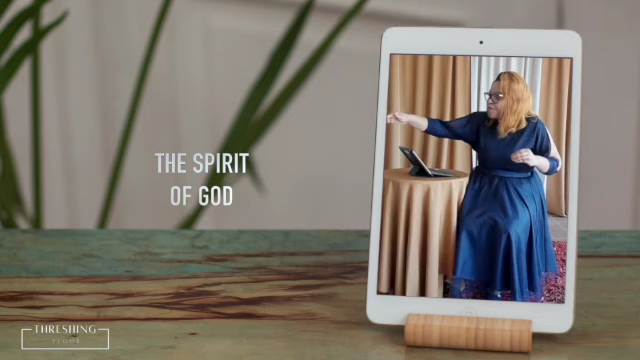 THE SPIRIT
OF GOD
THRESHING
FLOOR